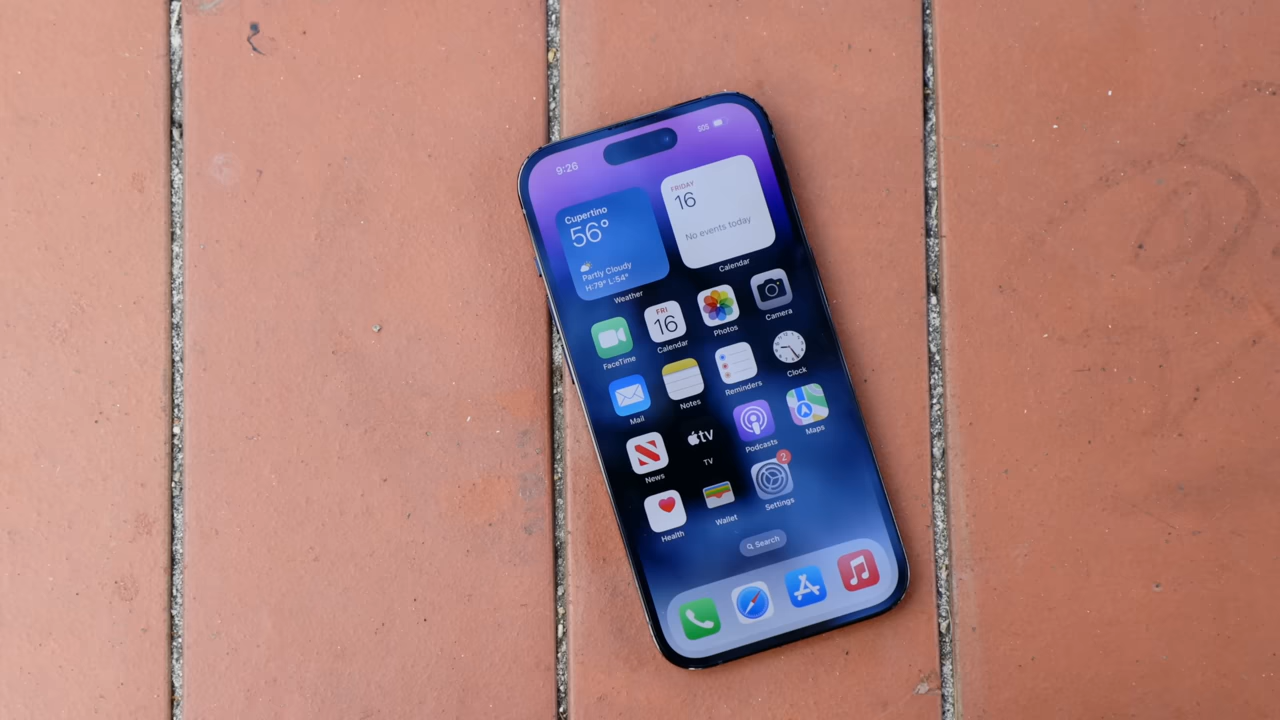 9:26
SOS
Cupertino
56°
Partly Cloudy
H:79° L:54°
Weather
FRIDAY
16
No events today
Calendar
FaceTime
FRI
16
Calendar
Photos
Camera
Mail
Notes
Reminders
Clock
News
tv
TV
Podcasts
Maps
Health
Wallet
2
Settings
Search